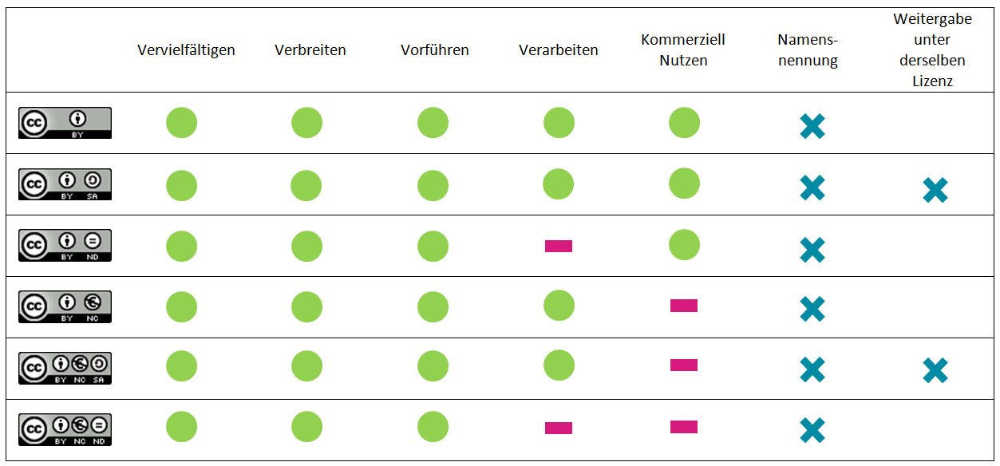 Vervielfältigen Verbreiten Vorführen Verarbeiten Kommerziell Nutzen Namens-nennung Weitergabe unter derselben Lizenz
cc BY
cc BY SA
cc BY ND
cc BY NC
cc BY NC SA
cc BY NC ND